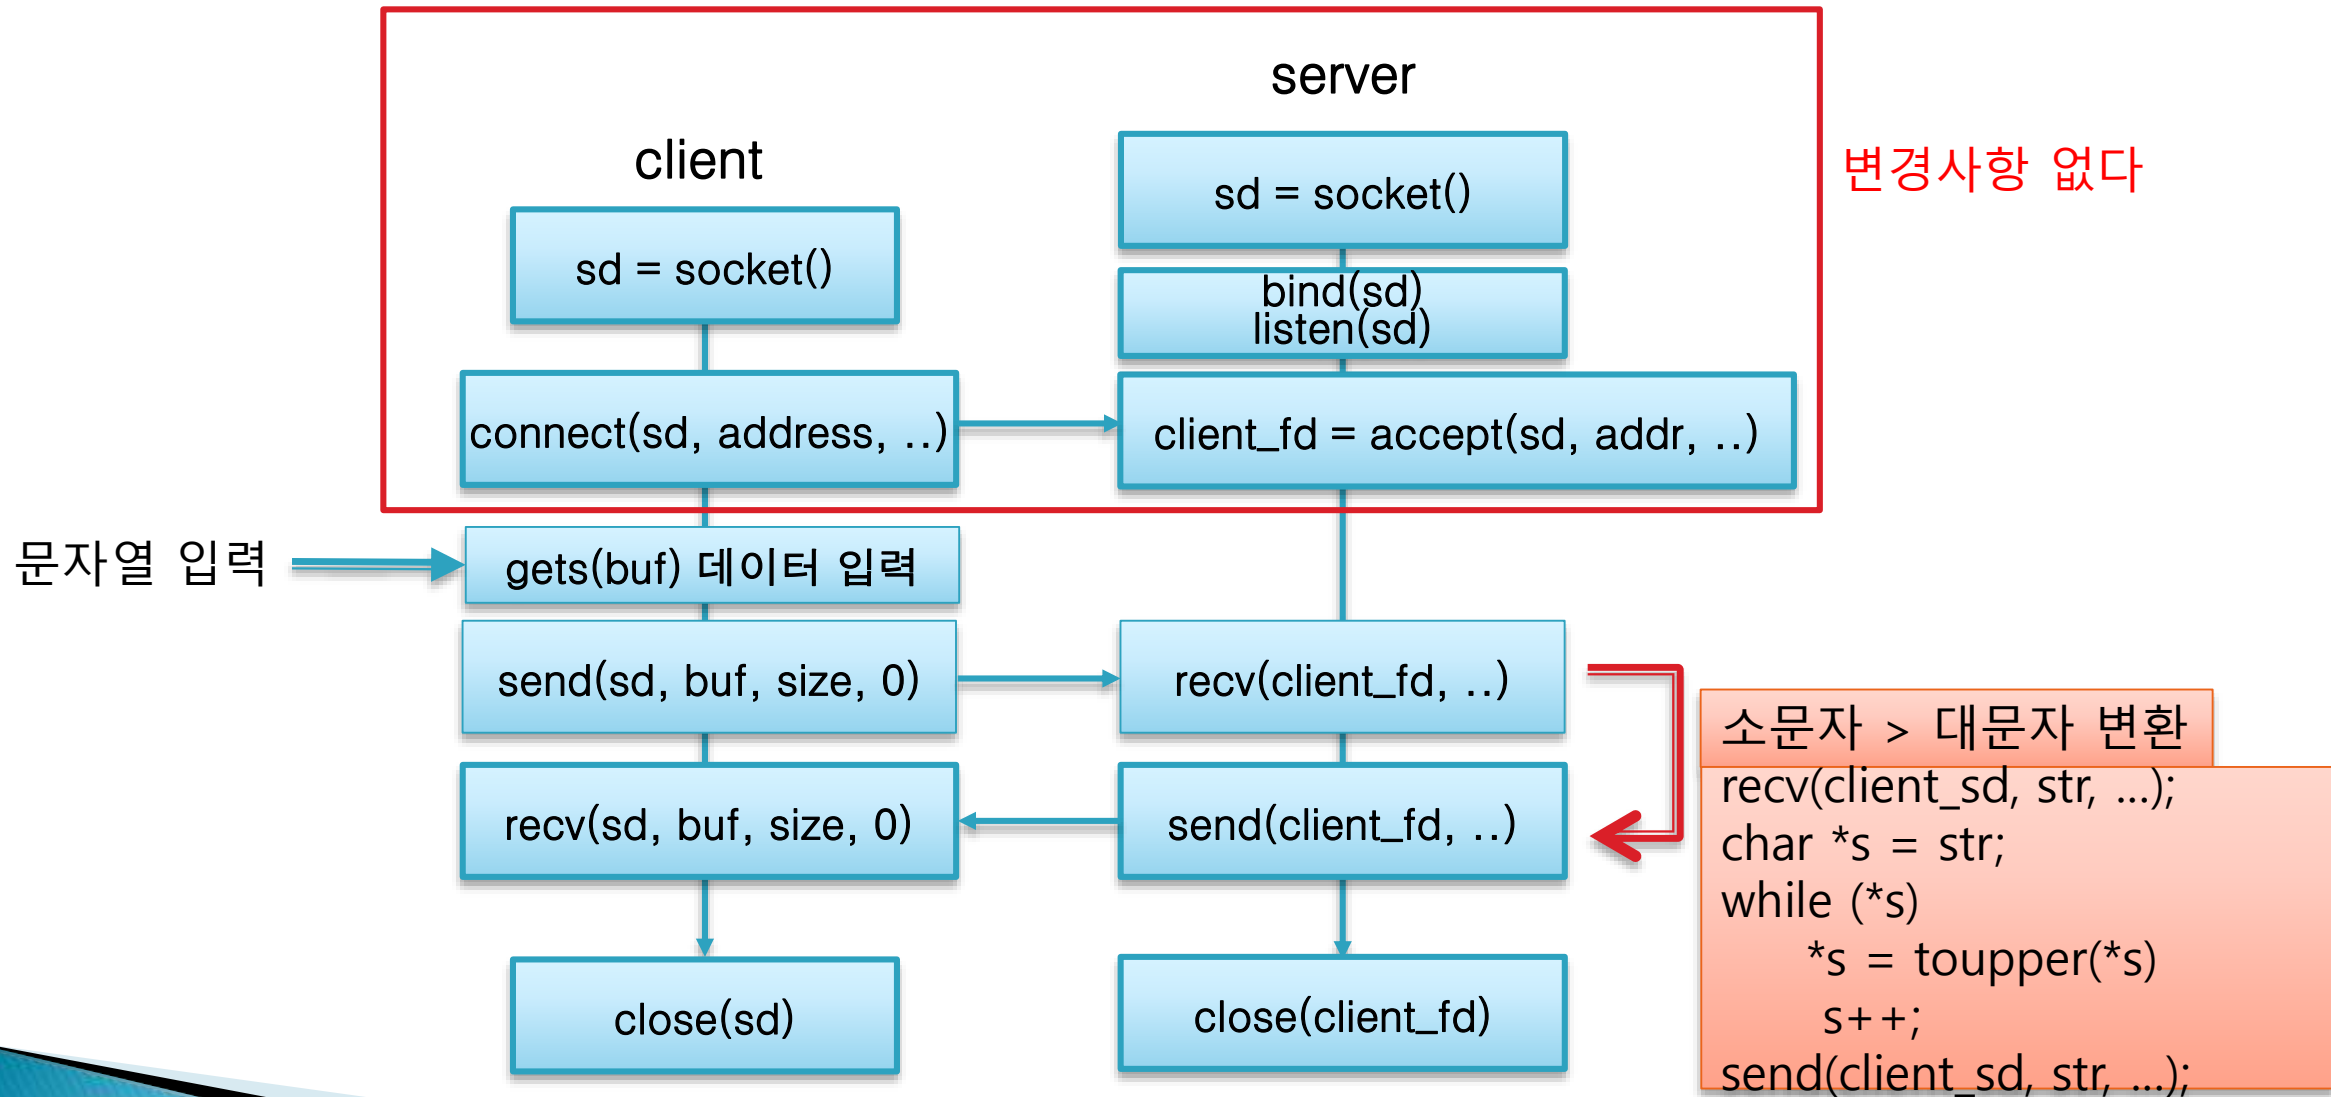 server
client
변경사항 없다
sd = socket()
sd = socket()
bind(sd)
listen(sd)
connect(sd, address, ..)
client_fd = accept(sd, addr, ..)
문자열 입력
gets(buf) 데이터 입력
send(sd, buf, size, 0)
recv(client_fd, ..)
recv(sd, buf, size, 0)
send(client_fd, ..)
소문자 > 대문자 변환
recv(client_sd, str, ...);
char *s = str;
while (*s)
*s = toupper(*s)
s++;
send(client_sd, str, ...);
close(sd)
close(client_fd)